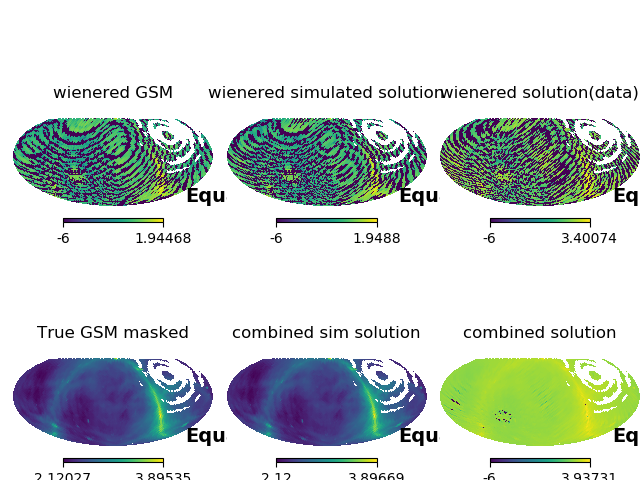 wienered GSM
wienered simulated solution
wienered solution(data)
Equ
Equ
Eq
-6 1.94468
-6 1.9488
-6 3.40074
True GSM masked
combined sim solution
combined solution
Equ
Equ
Eq
2.12027 3.89535
2.12 3.89669
-6 3.93731